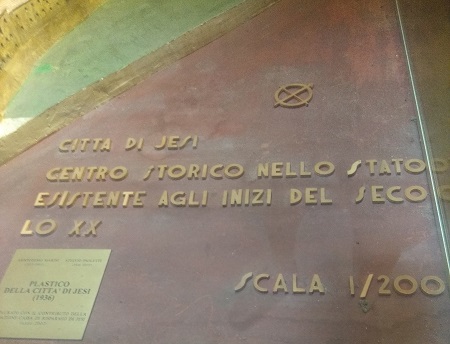 CITTA DI JESI
CENTRO STORICO NELLO STATO
ESISTENTE AGLI INIZI DEL SECO
LO XX
SCALA 1/200
PLASTICO
DELLA CITTA' DI JESI
(1936)